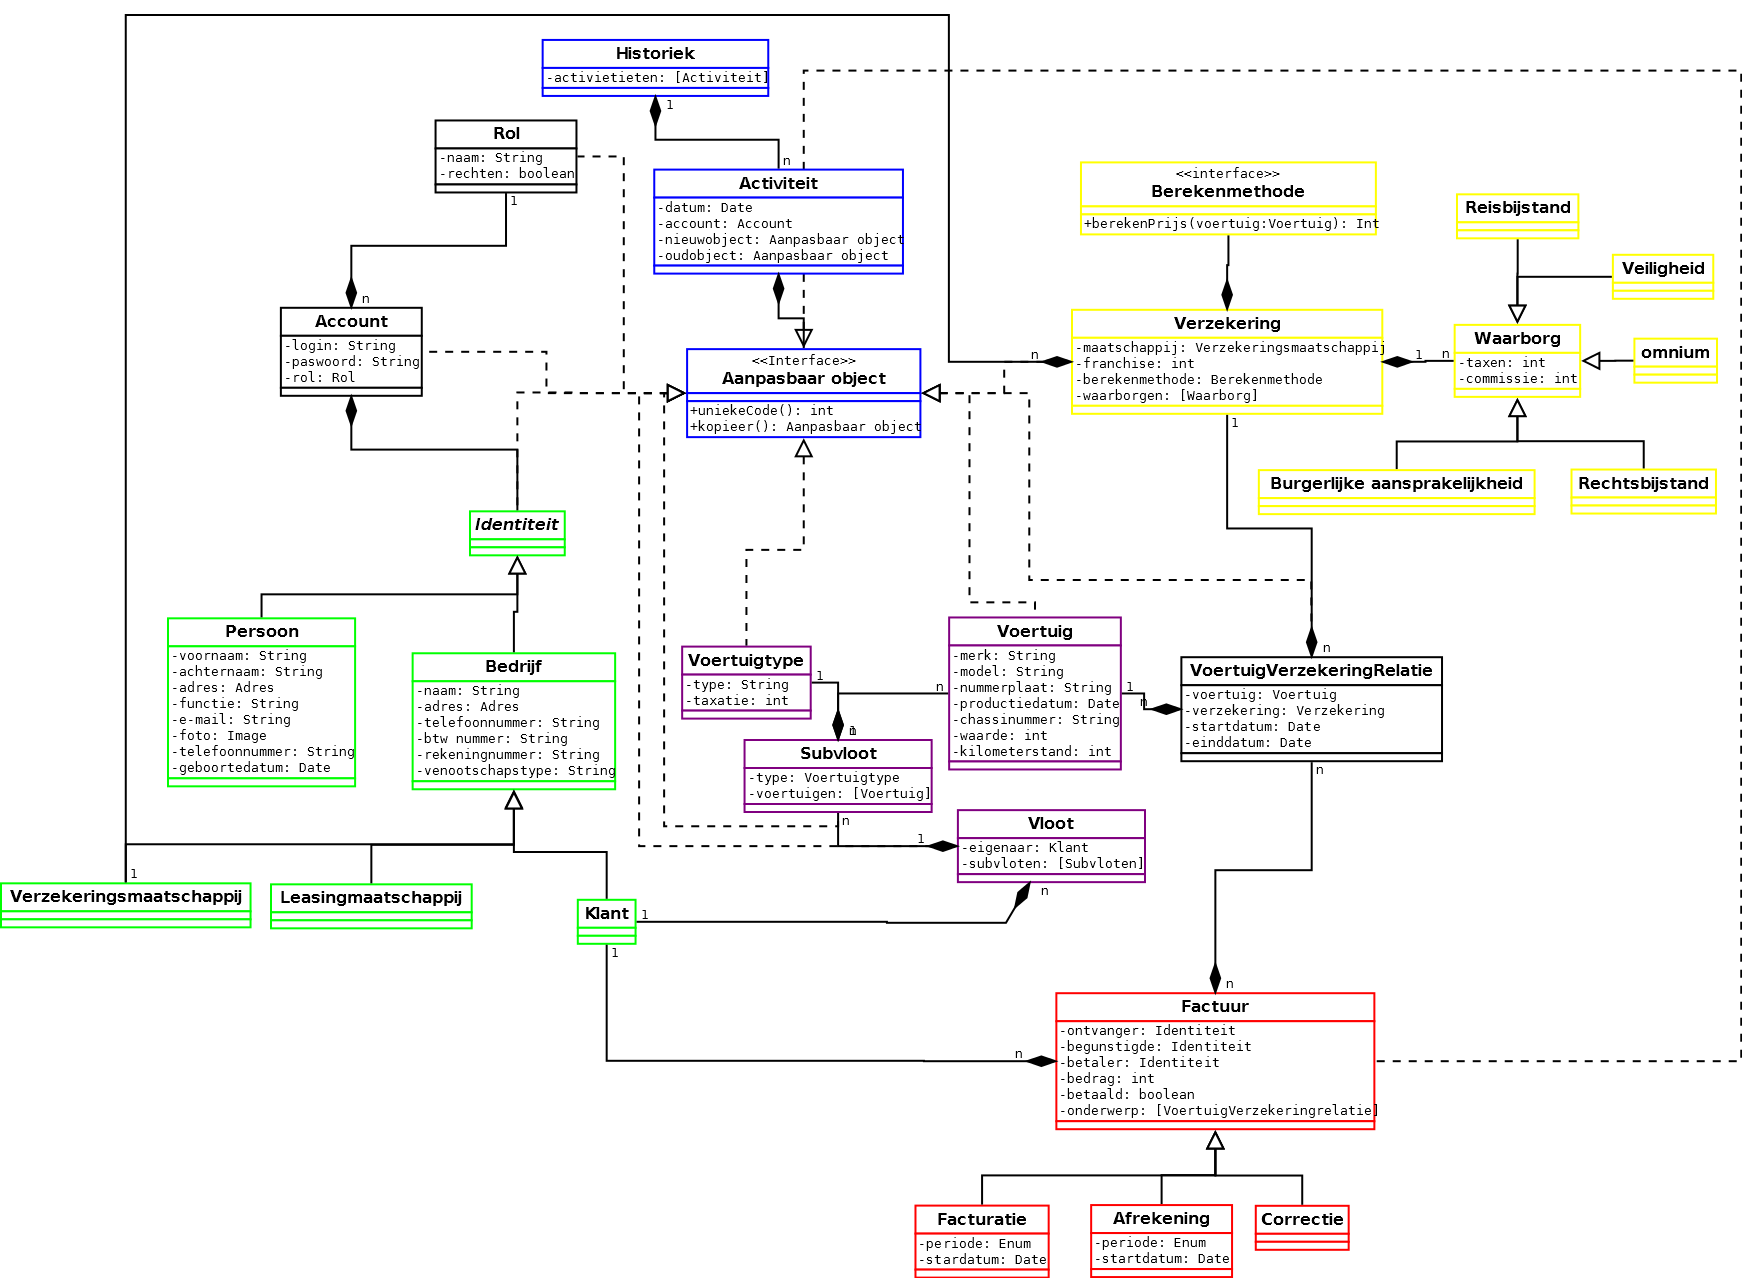 Historiek
-activietieten: [Activiteit]
1
n
Rol
-naam: String
-rechten: boolean
1
n
Activiteit
-datum: Date
-account: Account
-nieuwobject: Aanpasbaar object
-oudobject: Aanpasbaar object
<<interface>>
Berekenmethode
+berekenPrijs(voertuig:Voertuig): Int
Reisbijstand
Veiligheid
Account
-login: String
-paswoord: String
-rol: Rol
<<Interface>>
Aanpasbaar object
+uniekeCode(): int
+kopieer(): Aanpasbaar object
n
Verzekering
-maatschappij: Verzekeringsmaatschappij
-franchise: int
-berekenmethode: Berekenmethode
-waarborgen: [Waarborg]
1
n
1
Waarborg
-taxen: int
-commissie: int
omnium
Burgerlijke aansprakelijkheid
Rechtsbijstand
Identiteit
Persoon
-voornaam: String
-achternaam: String
-adres: Adres
-functie: String
-e-mail: String
-foto: Image
-telefoonnummer: String
-geboortedatum: Date
Bedrijf
-naam: String
-adres: Adres
-telefoonnummer: String
-btw nummer: String
-rekeningnummer: String
-venootschapstype: String
Voertuigtype
-type: String
-taxatie: int
1
n
Voertuig
-merk: String
-model: String
-nummerplaat: String
-productiedatum: Date
-chassinummer: String
-waarde: int
-kilometerstand: int
1
n
n
VoertuigVerzekeringRelatie
-voertuig: Voertuig
-verzekering: Verzekering
-startdatum: Date
-einddatum: Date
n
Subvloot
-type: Voertuigtype
-voertuigen: [Voertuig]
n
1
Vloot
-eigenaar: Klant
-subvloten: [Subvloten]
n
1
Verzekeringsmaatschappij
Leasingmaatschappij
Klant
1
1
n
n
Factuur
-ontvanger: Identiteit
-begunstigde: Identiteit
-betaler: Identiteit
-bedrag: int
-betaald: boolean
-onderwerp: [VoertuigVerzekeringrelatie]
Facturatie
-periode: Enum
-stardatum: Date
Afrekening
-periode: Enum
-startdatum: Date
Correctie